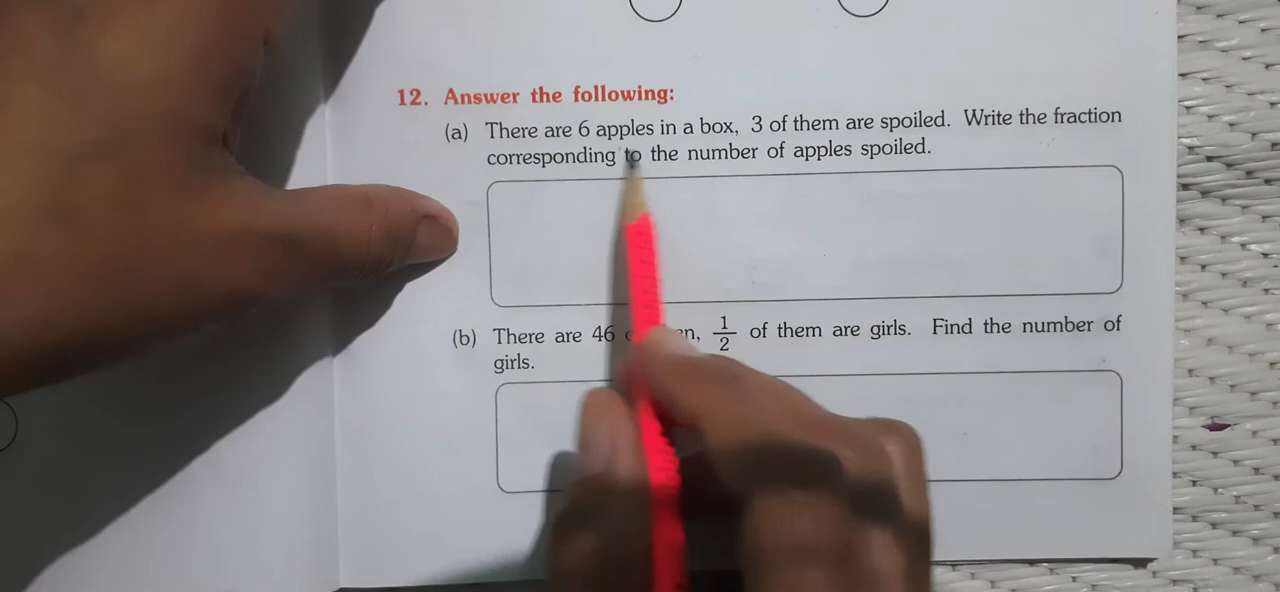 12. Answer the following:
(a) There are 6 apples in a box, 3 of them are spoiled. Write the fraction
corresponding to the number of apples spoiled.
(b) There are 46 1/2 of them are girls. Find the number of
girls.